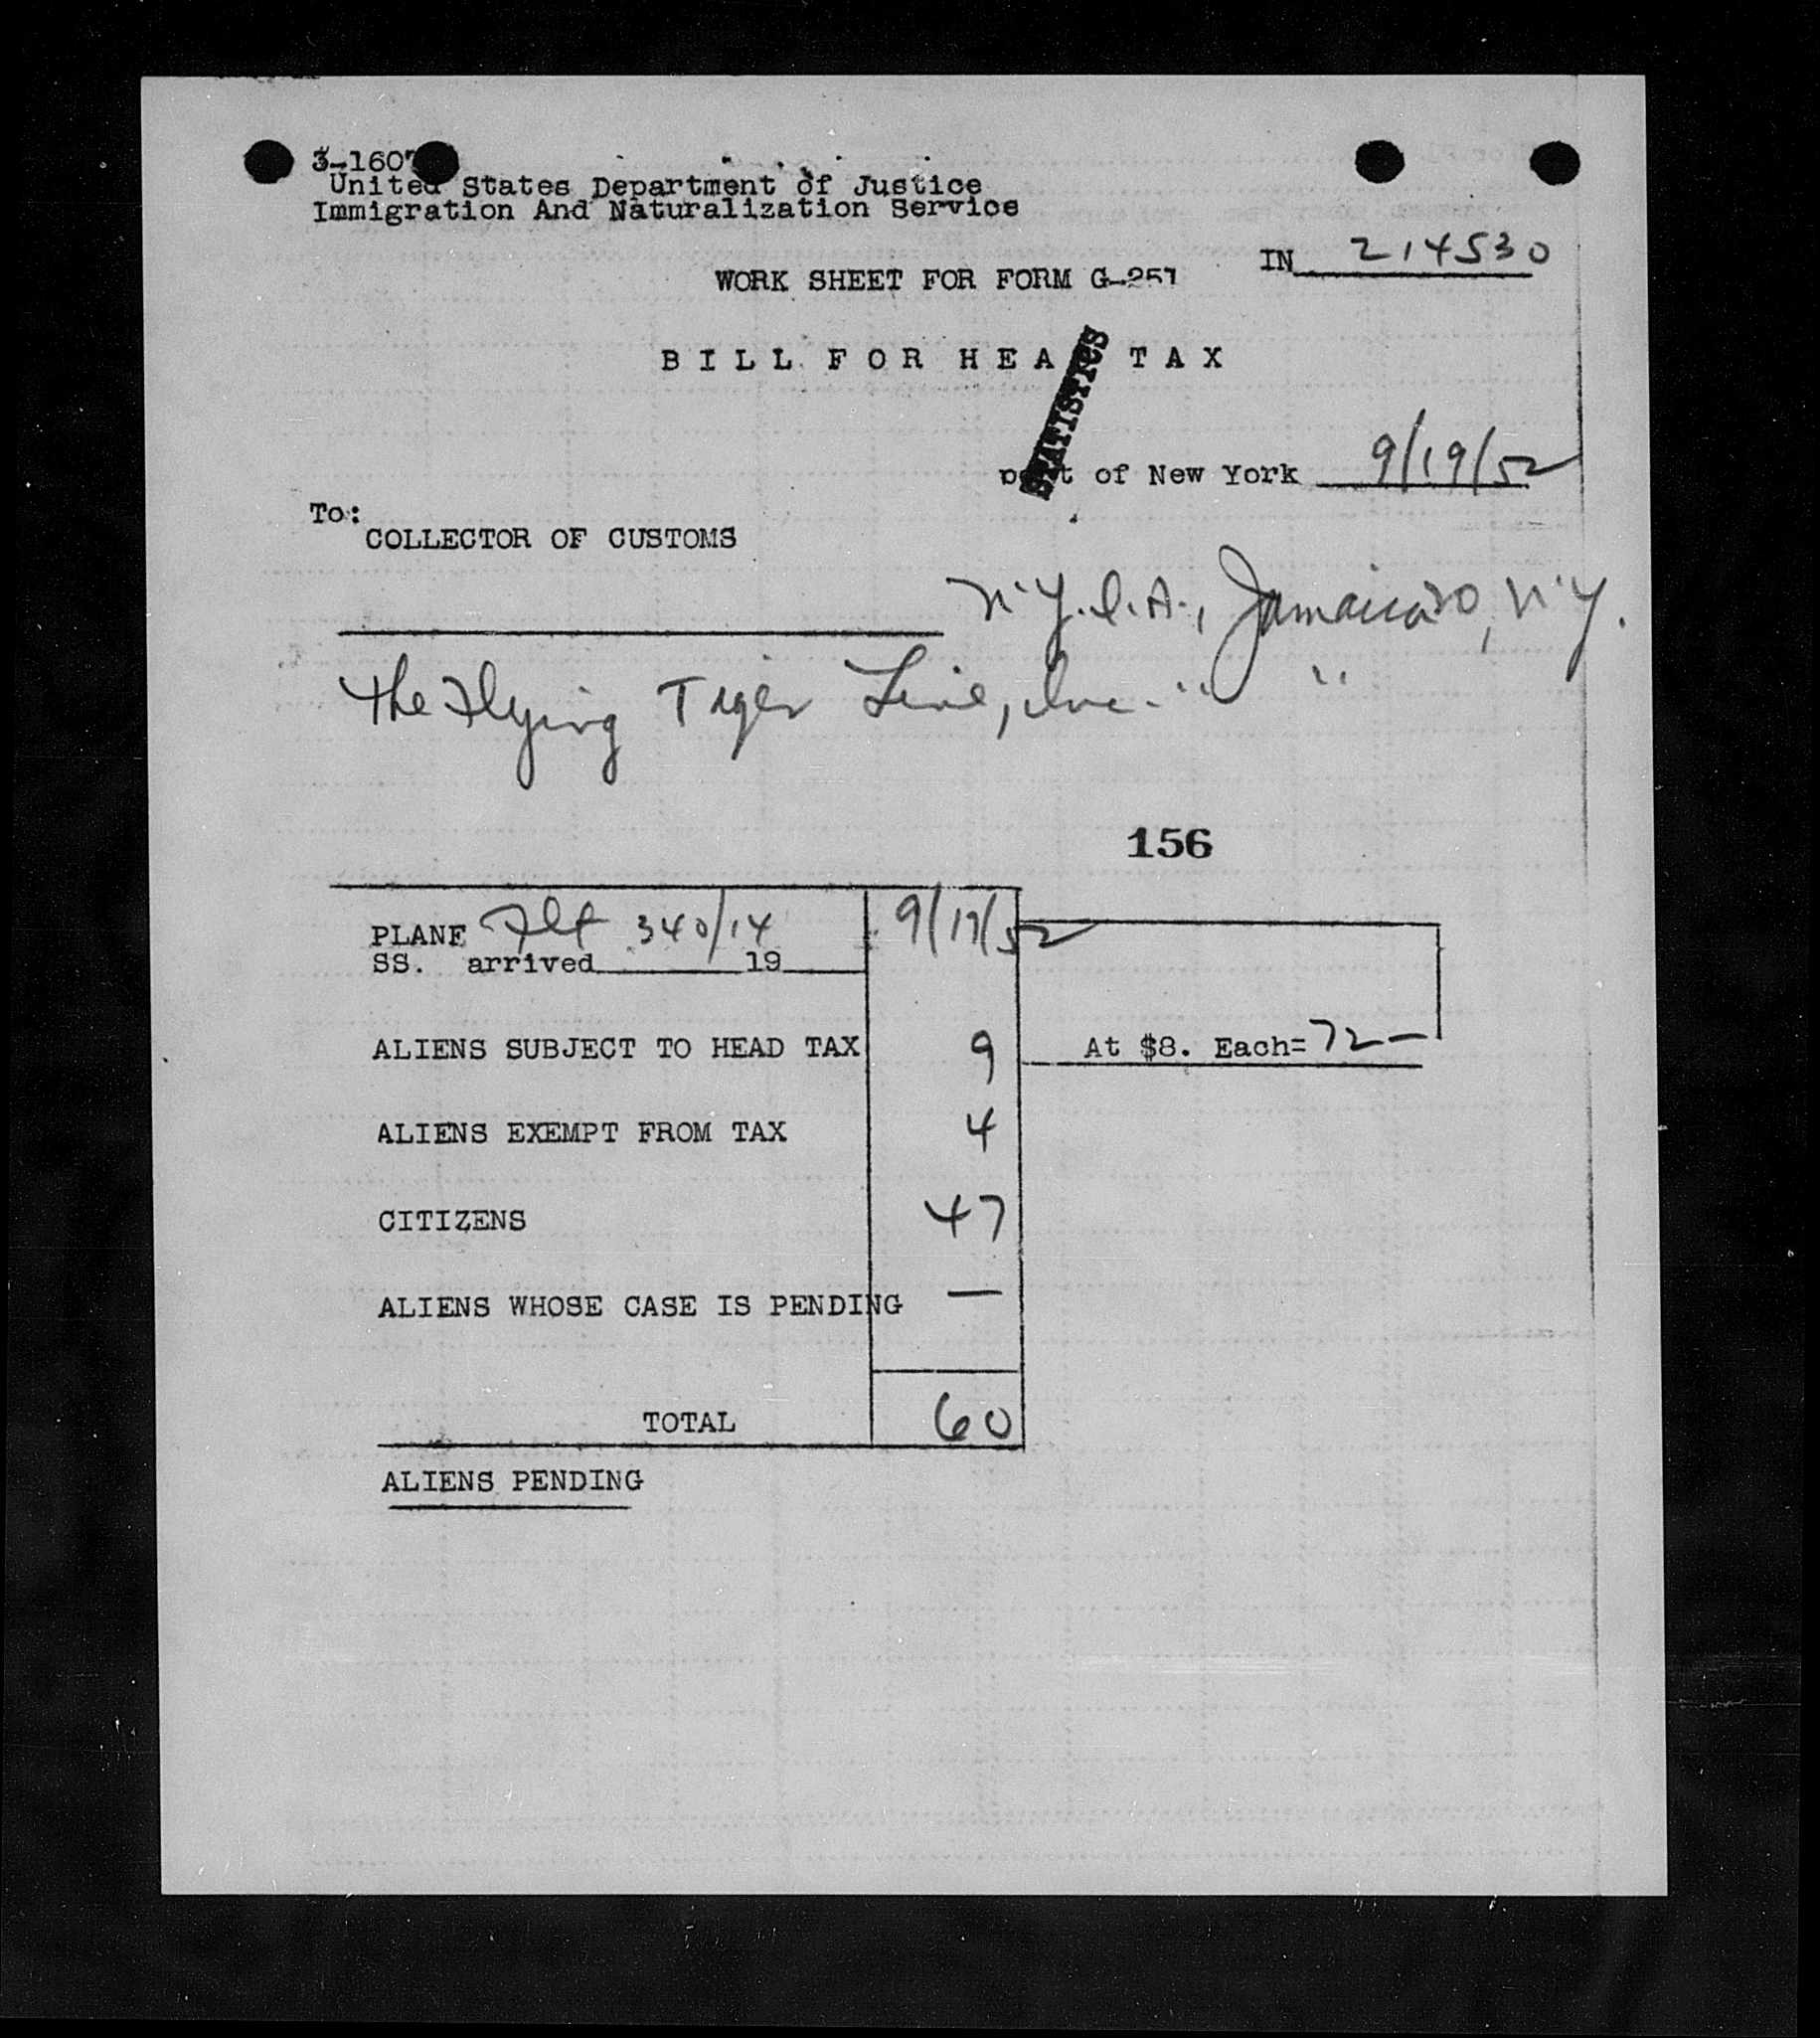 3-1607
United States Department of Justice
Immigration And Naturalization Service
IN 214530
WORK SHEET FOR FORM G-251
BILL FOR HEAD TAX
STATISTICS
port of New York 9/19/52
To:
COLLECTOR OF CUSTOMS
N.Y.I.A., Jamaica 30, N.Y.
The Flying Tiger Line, Inc. " "
156
PLANE Flt 340/14 9/17/52
SS. arrived 19
ALIENS SUBJECT TO HEAD TAX 9 At $8. Each= 72 —
ALIENS EXEMPT FROM TAX 4
CITIZENS 47
ALIENS WHOSE CASE IS PENDING —
TOTAL 60
ALIENS PENDING